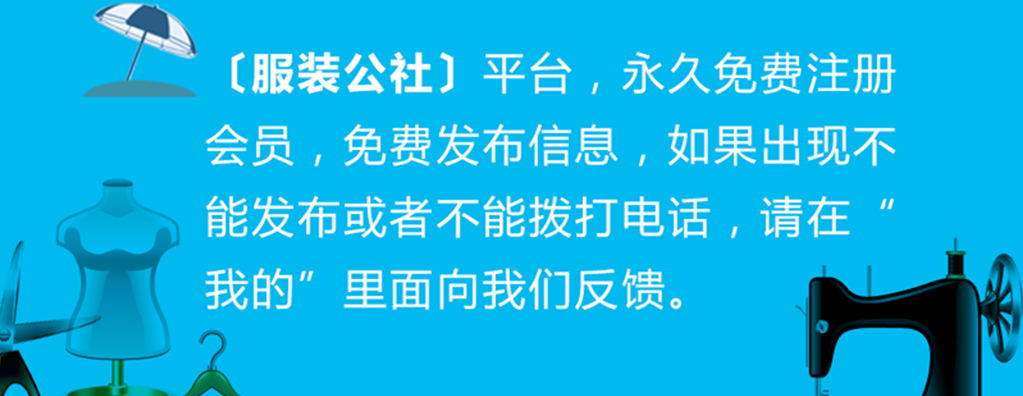 〔服装公社〕平台，永久免费注册
会员，免费发布信息，如果出现不
能发布或者不能拨打电话，请在“
我的”里面向我们反馈。